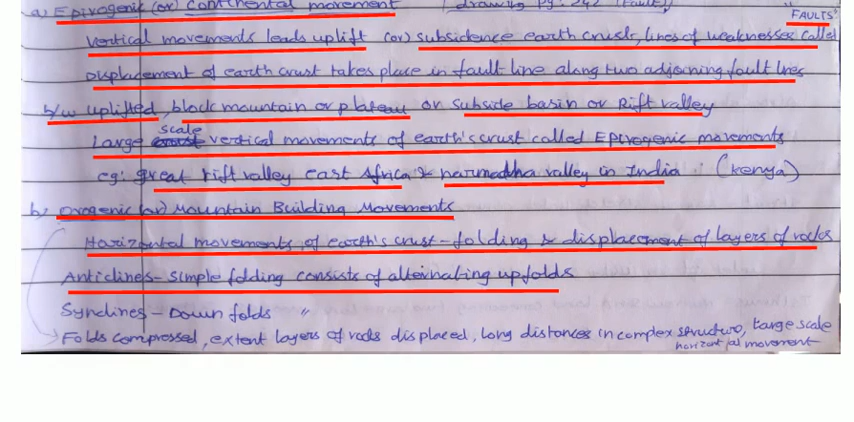 a) Epirogenic (or) Continental movement (drawing Pg: 242 (Fault)
"FAULTS"
vertical movements leads uplift (or) subsidence earth crust, lines of weaknesses called
Displacement of earth crust takes place in fault line along two adjoining fault lines
b/w uplifted, block mountain or plateau or subside basin or Rift valley
Large scale vertical movements of earth's crust called Epirogenic movements
eg: great rift valley east Africa & narmadha valley in India (Kenya)
b) Orogenic (or) Mountain Building Movements
Horizontal movements of earth's crust - folding & displacement of layers of rocks
Anticlines - simple folding consists of alternating upfolds
Synclines - Down folds "
Folds compressed, extent layers of rocks displaced, long distances in complex structure, large scale
horizontal movement